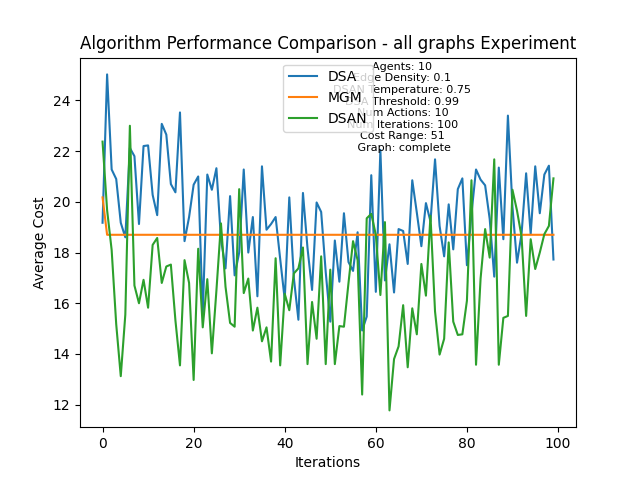 Algorithm Performance Comparison - all graphs Experiment
Agents: 10
Edge Density: 0.1
DSAN Temperature: 0.75
Threshold: 0.99
Num Actions: 10
Num Iterations: 100
Cost Range: 51
Graph: complete
DSA
MGM
DSAN
Average Cost
24
22
20
18
16
14
12
0
20
40
60
80
100
Iterations